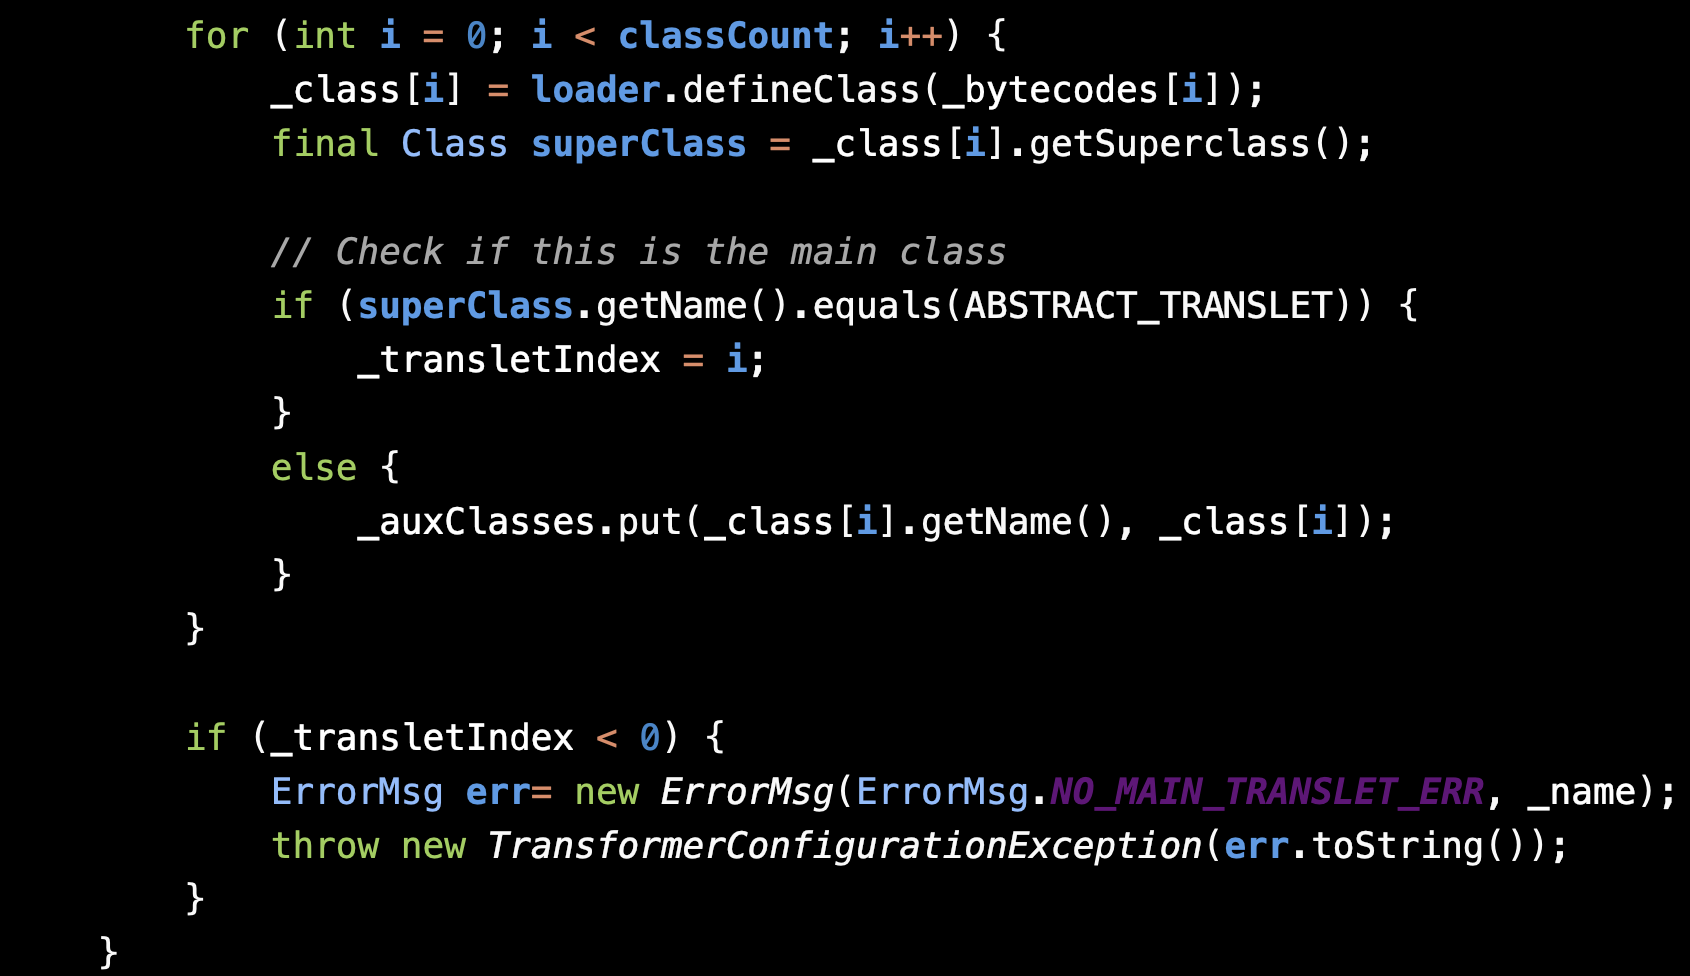 for (int i = 0; i < classCount; i++) {
_class[i] = loader.defineClass(_bytecodes[i]);
final Class superClass = _class[i].getSuperclass();
// Check if this is the main class
if (superClass.getName().equals(ABSTRACT_TRANSLET)) {
_transletIndex = i;
}
else {
_auxClasses.put(_class[i].getName(), _class[i]);
}
}
if (_transletIndex < 0) {
ErrorMsg err= new ErrorMsg(ErrorMsg.NO_MAIN_TRANSLET_ERR, _name);
throw new TransformerConfigurationException(err.toString());
}
}